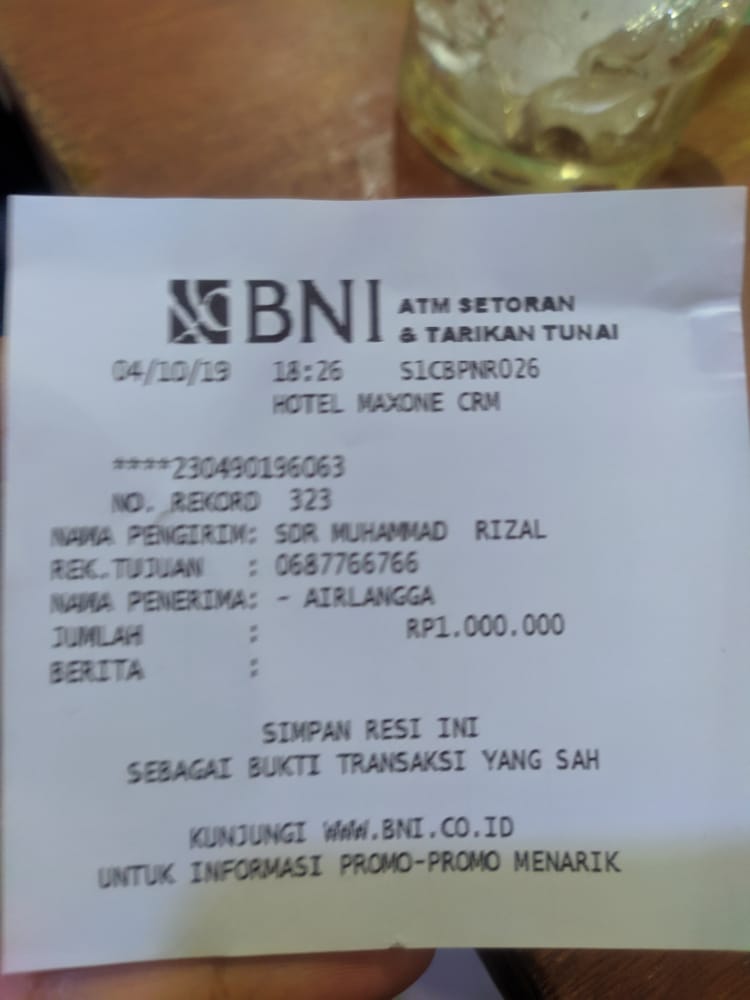 BNI ATM SETORAN
& TARIKAN TUNAI
04/10/19 18:26 S1CBPNR026
HOTEL MAXONE CRM
****230490196063
NO. REKORD 323
NAMA PENGIRIM: SDR MUHAMMAD RIZAL
REK.TUJUAN : 0687766766
NAMA PENERIMA: - AIRLANGGA
JUMLAH : RP1.000.000
BERITA :
SIMPAN RESI INI
SEBAGAI BUKTI TRANSAKSI YANG SAH
KUNJUNGI WWW.BNI.CO.ID
UNTUK INFORMASI PROMO-PROMO MENARIK